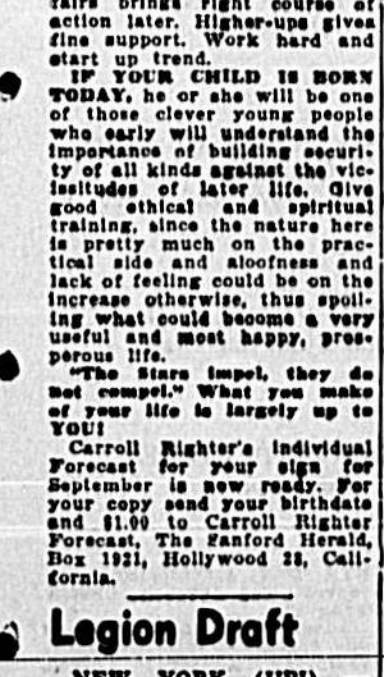 fairs brings right course of
action later. Higher-ups givea
fine support. Work hard and
start up trend.
IF YOUR CHILD IS BORN
TODAY, he or she will be one
of those clever young people
who early will understand the
importance of building securi-
ty of all kinds against the vic-
issitudes of later life. Give
good ethical and spiritual
training, since the nature here
is pretty much on the prac-
tical side and aloofness and
lack of feeling could be on the
increase otherwise, thus spoil-
ing what could become a very
useful and most happy, pros-
perous life.
"The Stars impel, they do
not compel." What you make
of your life is largely up to
YOU!
Carroll Righter's Individual
Forecast for your sign for
September is now ready. For
your copy send your birthdate
and $1.00 to Carroll Righter
Forecast, The Sanford Herald,
Box 1921, Hollywood 28, Cali-
fornia.
Legion Draft
NEW YORK (UPI)